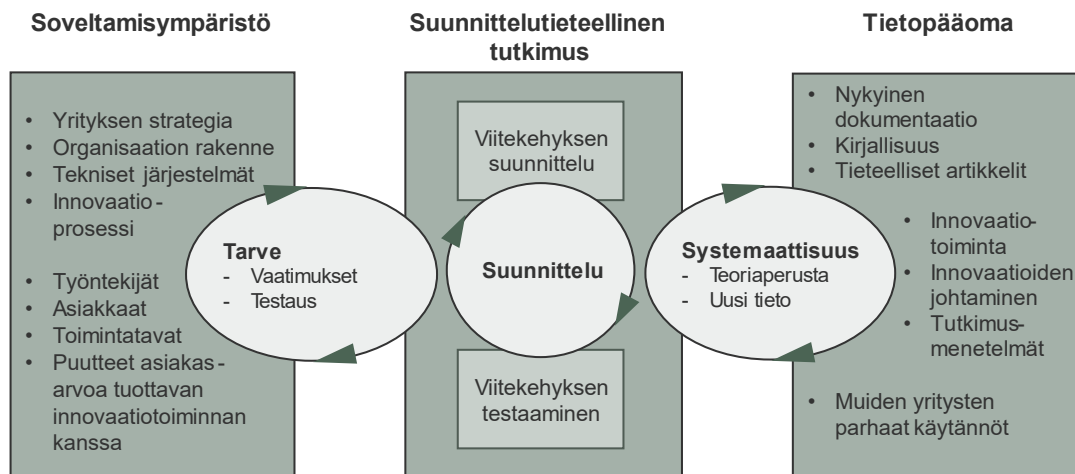 Soveltamisympäristö
• Yrityksen strategia
• Organisaation rakenne
• Tekniset järjestelmät
• Innovaatio-
prosessi
• Työntekijät
• Asiakkaat
• Toimintatavat
• Puutteet asiakas-
arvoa tuottavan
innovaatiotoiminnan
kanssa
Tarve
- Vaatimukset
- Testaus
Suunnittelutieteellinen
tutkimus
Viitekehyksen
suunnittelu
Suunnittelu
Viitekehyksen
testaaminen
Systemaattisuus
- Teoriaperusta
- Uusi tieto
Tietopääoma
• Nykyinen
dokumentaatio
• Kirjallisuus
• Tieteelliset artikkelit
• Innovaatio-
toiminta
• Innovaatioiden
johtaminen
• Tutkimus-
menetelmät
• Muiden yritysten
parhaat käytännöt